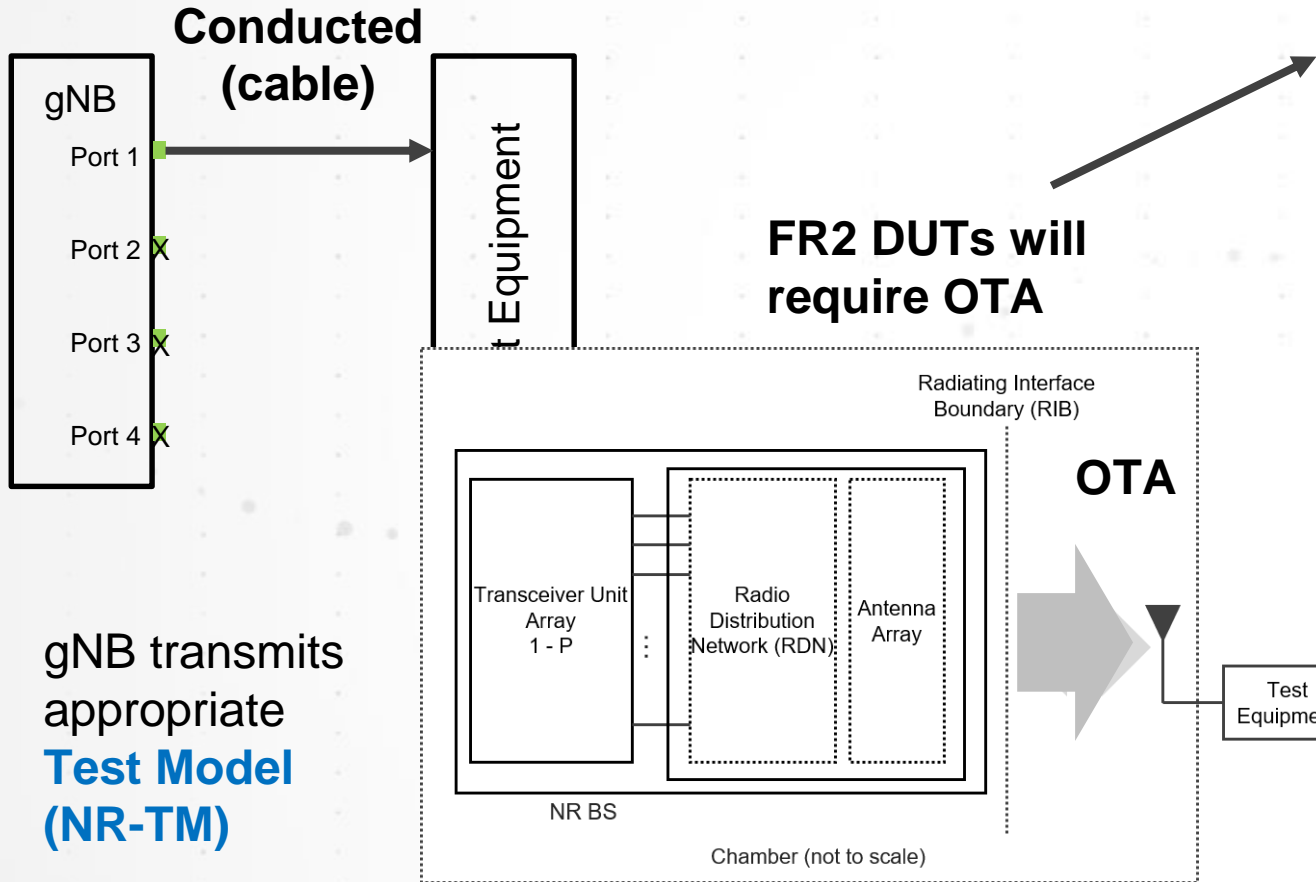 Conducted
(cable)
gNB
Port 1
Port 2
X
Port 3
X
Port 4
X
t Equipment
FR2 DUTs will
require OTA
gNB transmits
appropriate
Test Model
(NR-TM)
Radiating Interface
Boundary (RIB)
OTA
Transceiver Unit
Array
1 - P
⋮
Radio
Distribution
Network (RDN)
Antenna
Array
NR BS
Chamber (not to scale)
Test
Equipme